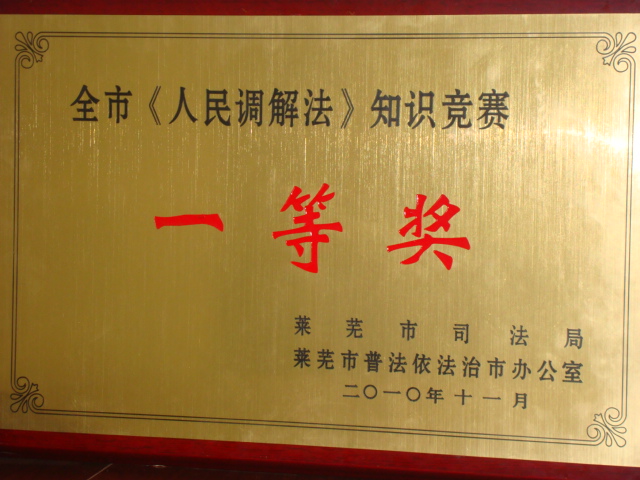 全市《人民调解法》知识竞赛
一等奖
莱芜市司法局
莱芜市普法依法治市办公室
二〇一〇年十一月